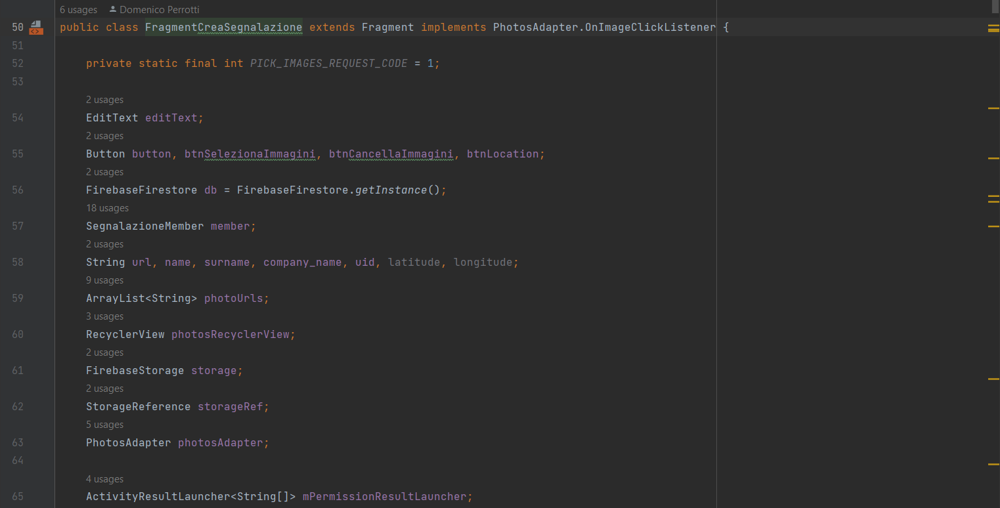 6 usages Domenico Perrotti
50 <> public class FragmentCreaSegnalazione extends Fragment implements PhotosAdapter.OnImageClickListener {
51
52 private static final int PICK_IMAGES_REQUEST_CODE = 1;
53
2 usages
54 EditText editText;
2 usages
55 Button button, btnSelezionaImmagini, btnCancellaImmagini, btnLocation;
2 usages
56 FirebaseFirestore db = FirebaseFirestore.getInstance();
18 usages
57 SegnalazioneMember member;
2 usages
58 String url, name, surname, company_name, uid, latitude, longitude;
9 usages
59 ArrayList<String> photoUrls;
3 usages
60 RecyclerView photosRecyclerView;
2 usages
61 FirebaseStorage storage;
2 usages
62 StorageReference storageRef;
5 usages
63 PhotosAdapter photosAdapter;
64
4 usages
65 ActivityResultLauncher<String[]> mPermissionResultLauncher;